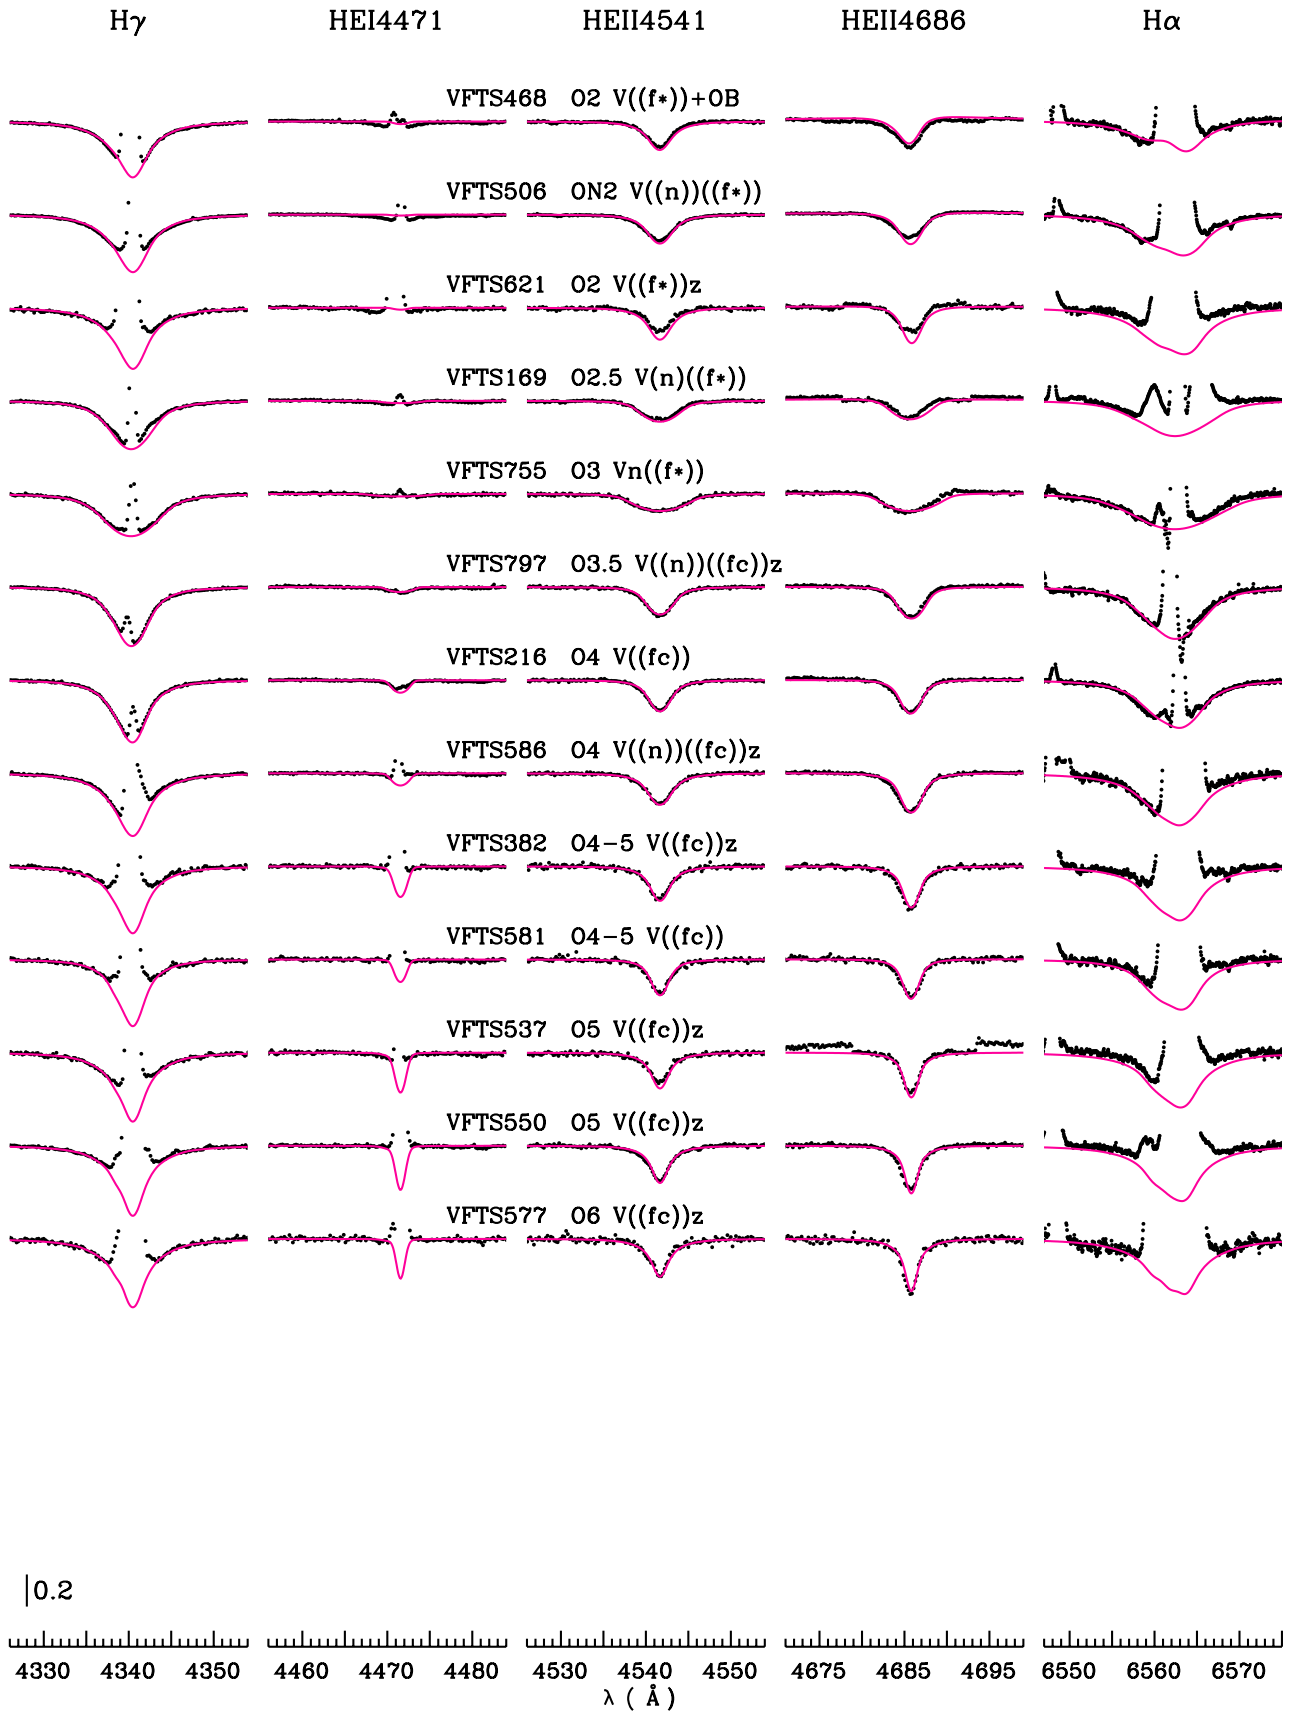 Hγ HEI4471 HEII4541 HEII4686 Hα
VFTS468 O2 V((f*))+OB
VFTS506 ON2 V((n))((f*))
VFTS621 O2 V((f*))z
VFTS169 O2.5 V(n)((f*))
VFTS755 O3 Vn((f*))
VFTS797 O3.5 V((n))((fc))z
VFTS216 O4 V((fc))
VFTS586 O4 V((n))((fc))z
VFTS382 O4-5 V((fc))z
VFTS581 O4-5 V((fc))
VFTS537 O5 V((fc))z
VFTS550 O5 V((fc))z
VFTS577 O6 V((fc))z
0.2
4330 4340 4350 4460 4470 4480 4530 4540 4550 4675 4685 4695 6550 6560 6570
λ ( Å )